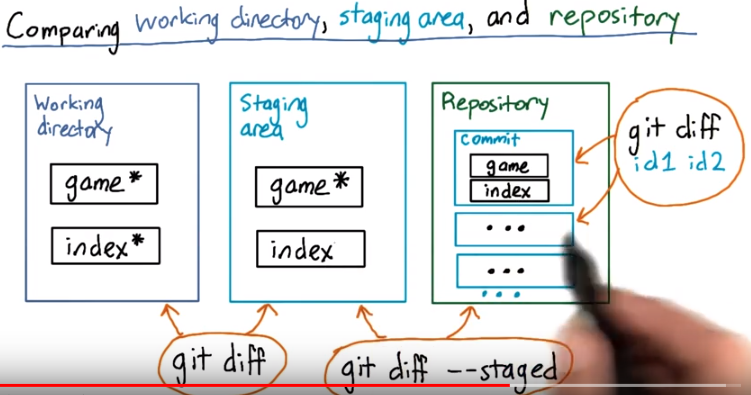 Comparing working directory, staging area, and repository
Working
directory
game*
index*
Staging
area
game*
index
Repository
commit
game
index
...
...
...
git diff
id1 id2
git diff
git diff --staged